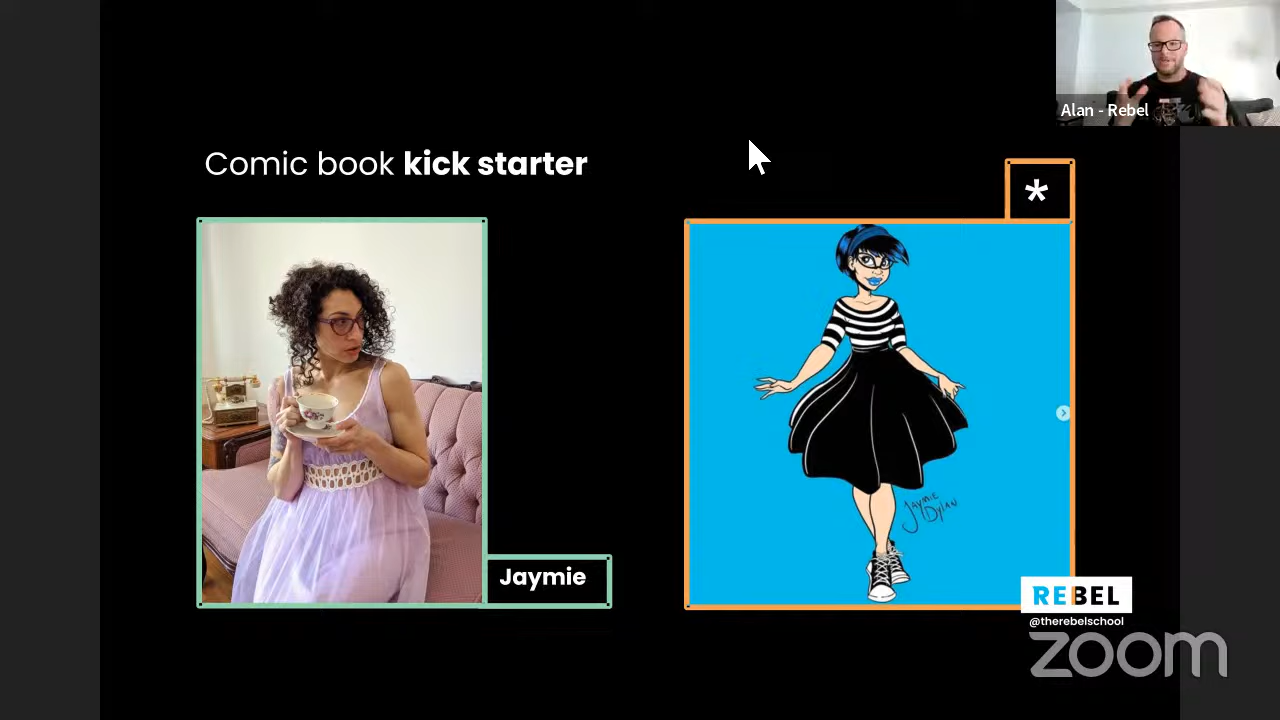 Alan - Rebel
Comic book kick starter
*
Jaymie
Jaymie
Dylan
REBEL
@therebelschool
zoom